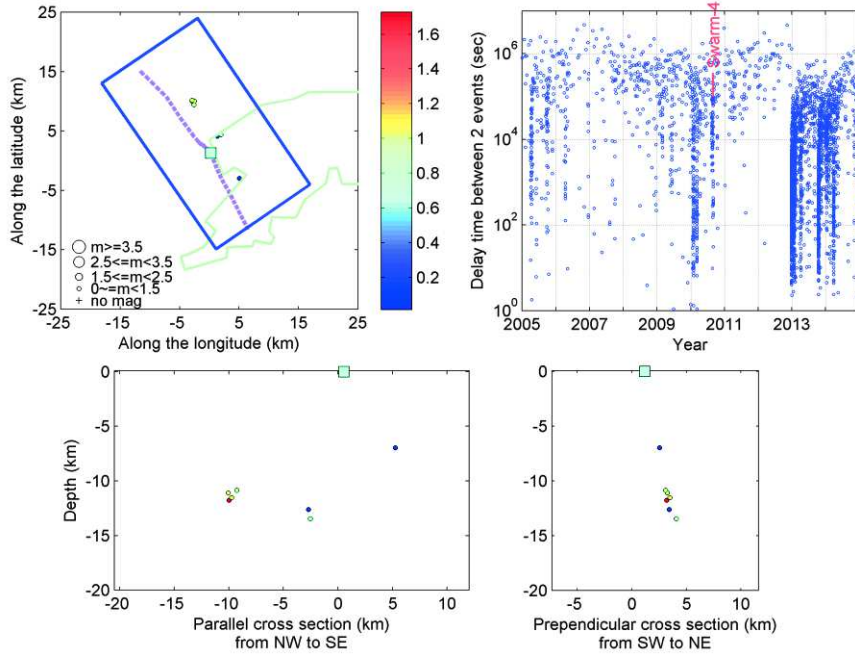 25
15
5
-5
-15
-25
Along the latitude (km)
m>=3.5
2.5<=m<3.5
1.5<=m<2.5
0~=m<1.5
no mag
-25 -15 -5 5 15 25
Along the longitude (km)
1.6
1.4
1.2
1
0.8
0.6
0.4
0.2
10^6
10^4
10^2
10^0
Delay time between 2 events (sec)
Swarm-4
2005 2007 2009 2011 2013
Year
0
-5
-10
-15
-20
Depth (km)
-20 -15 -10 -5 0 5 10
Parallel cross section (km)
from NW to SE
0
-5
-10
-15
-20
-5 0 5 10
Prependicular cross section (km)
from SW to NE